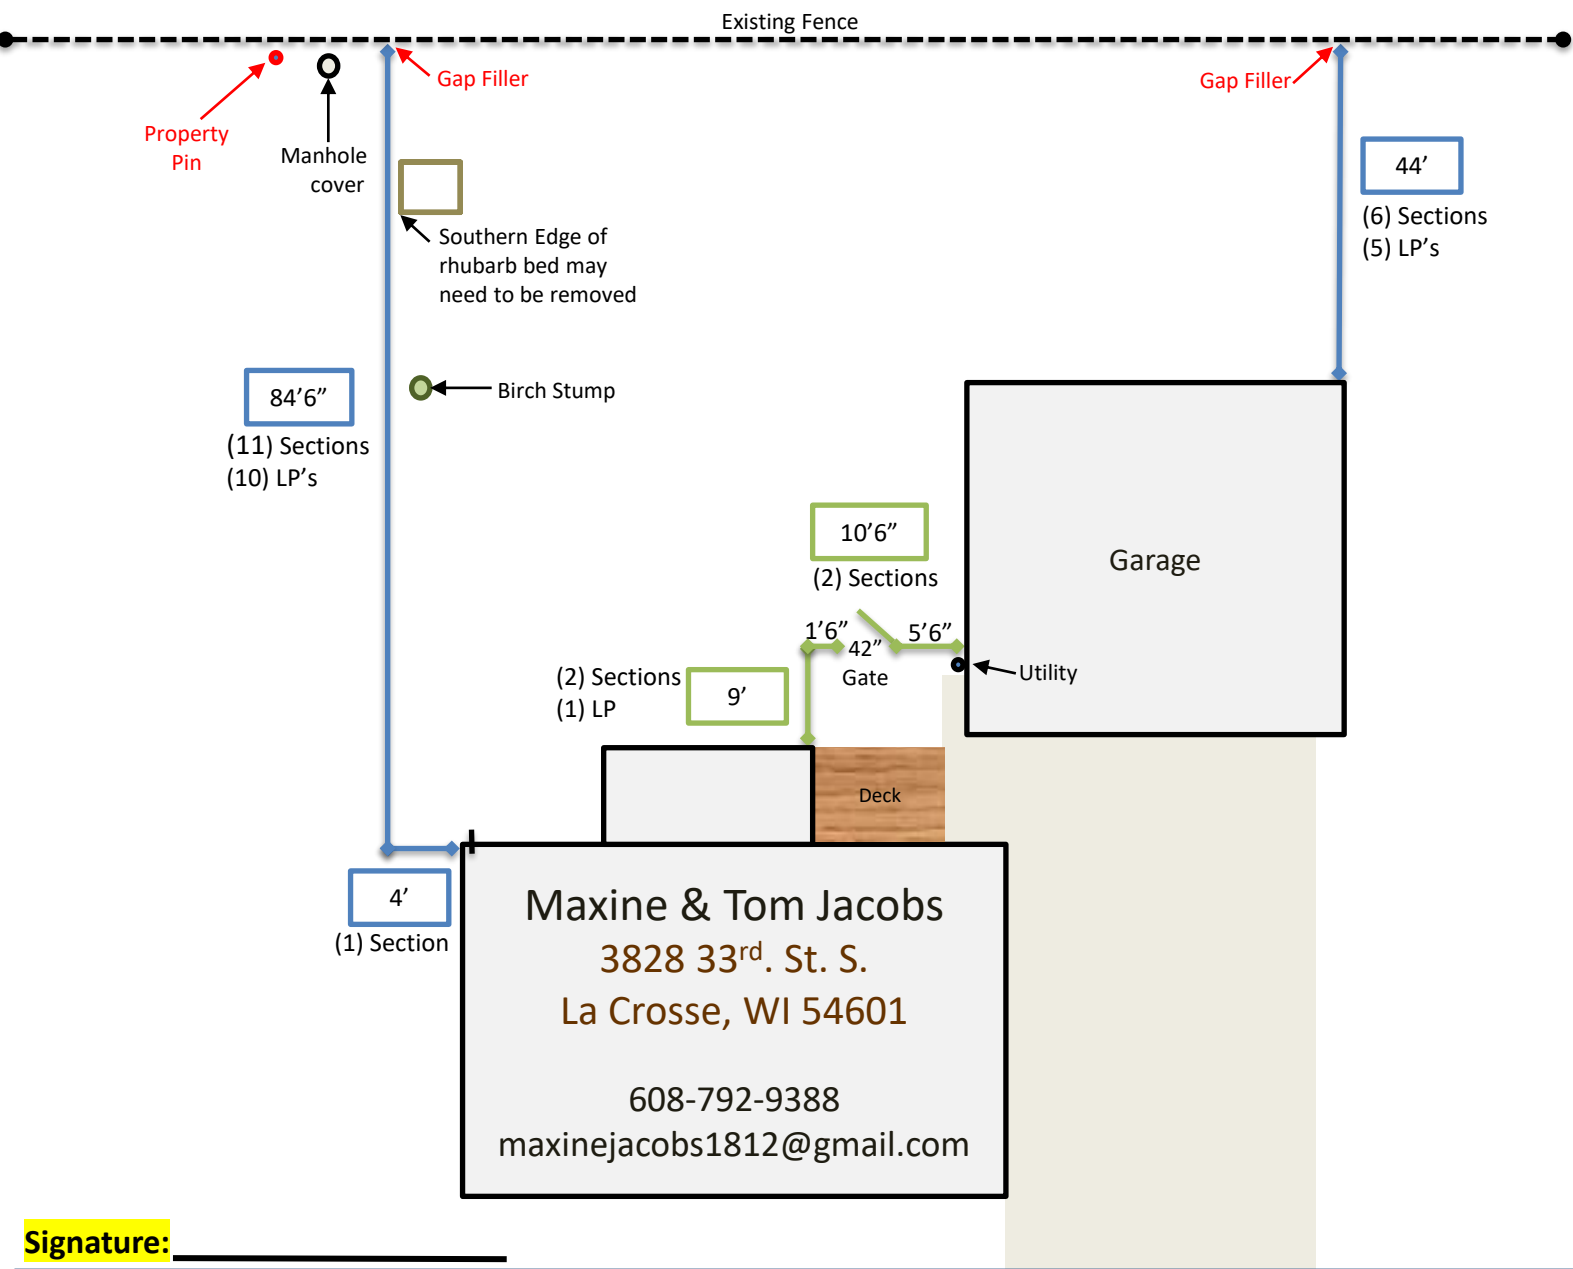 Existing Fence
Gap Filler
Gap Filler
Property
Pin
Manhole
cover
44’
(6) Sections
(5) LP’s
Southern Edge of
rhubarb bed may
need to be removed
84’6”
(11) Sections
(10) LP’s
Birch Stump
10’6”
(2) Sections
Garage
1’6”
42”
Gate
5’6”
Utility
(2) Sections
(1) LP
9’
Deck
4’
(1) Section
Maxine & Tom Jacobs
3828 33rd. St. S.
La Crosse, WI 54601
608-792-9388
maxinejacobs1812@gmail.com
Signature: